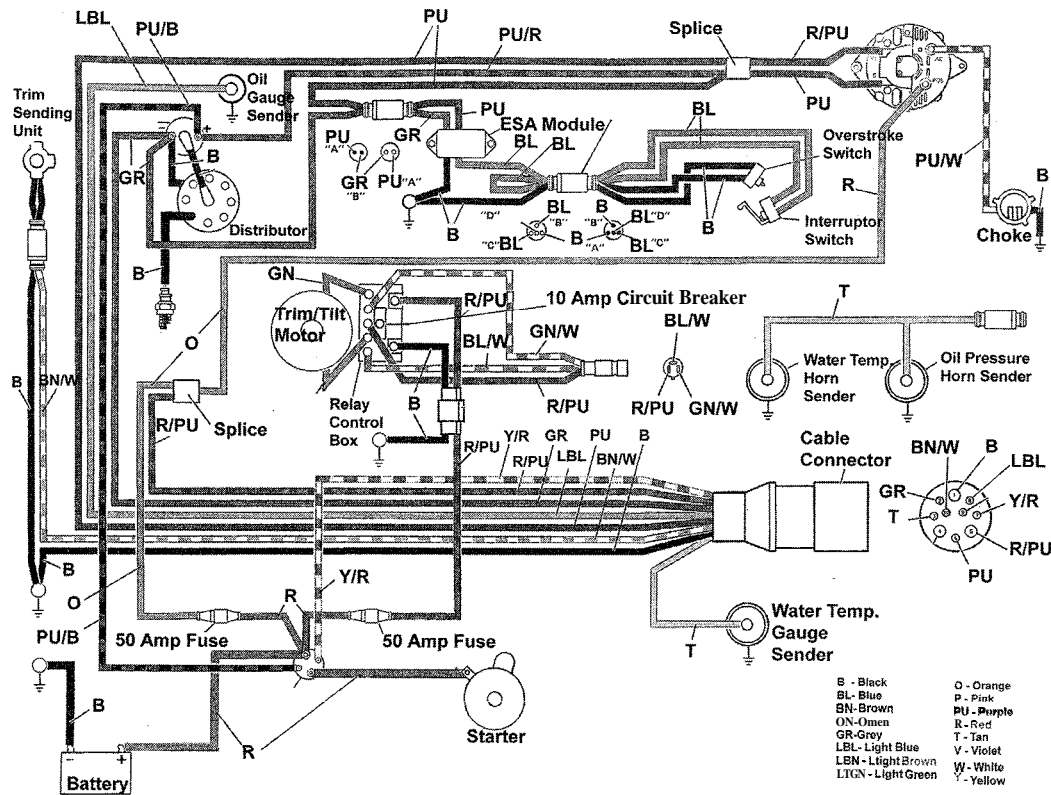 LBL
PU/B
PU
PU/R
Splice
R/PU
PU
Trim
Sending
Unit
Oil
Gauge
Sender
+
GR
B
Distributor
B
PU
"A"
GR
"B"
PU
"A"
GR
PU
ESA Module
BL
BL
BL
B
"D"
BL
"B"
"C"
BL
B
"B"
B
"A"
BL
"D"
BL
"C"
B
Overstroke
Switch
Interruptor
Switch
R
PU/W
B
Choke
GN
Trim/Tilt
Motor
R/PU
10 Amp Circuit Breaker
BL/W
GN/W
R/PU
B
Relay
Control
Box
B
BL/W
R/PU
GN/W
T
Water Temp.
Horn
Sender
Oil Pressure
Horn Sender
O
B
BN/W
R/PU
Splice
R/PU
Y/R
R/PU
GR
LBL
PU
BN/W
B
Cable
Connector
BN/W
B
LBL
GR
T
Y/R
R/PU
PU
B
O
PU/B
Y/R
R
50 Amp Fuse
50 Amp Fuse
T
Water Temp.
Gauge
Sender
B
R
R
Starter
-
+
Battery
B - Black
BL- Blue
BN- Brown
ON-Omen
GR-Grey
LBL- Light Blue
LBN - Ltight Brown
LTGN - Light Green
O - Orange
P - Pink
PU - Purple
R - Red
T - Tan
V - Violet
W - White
Y - Yellow